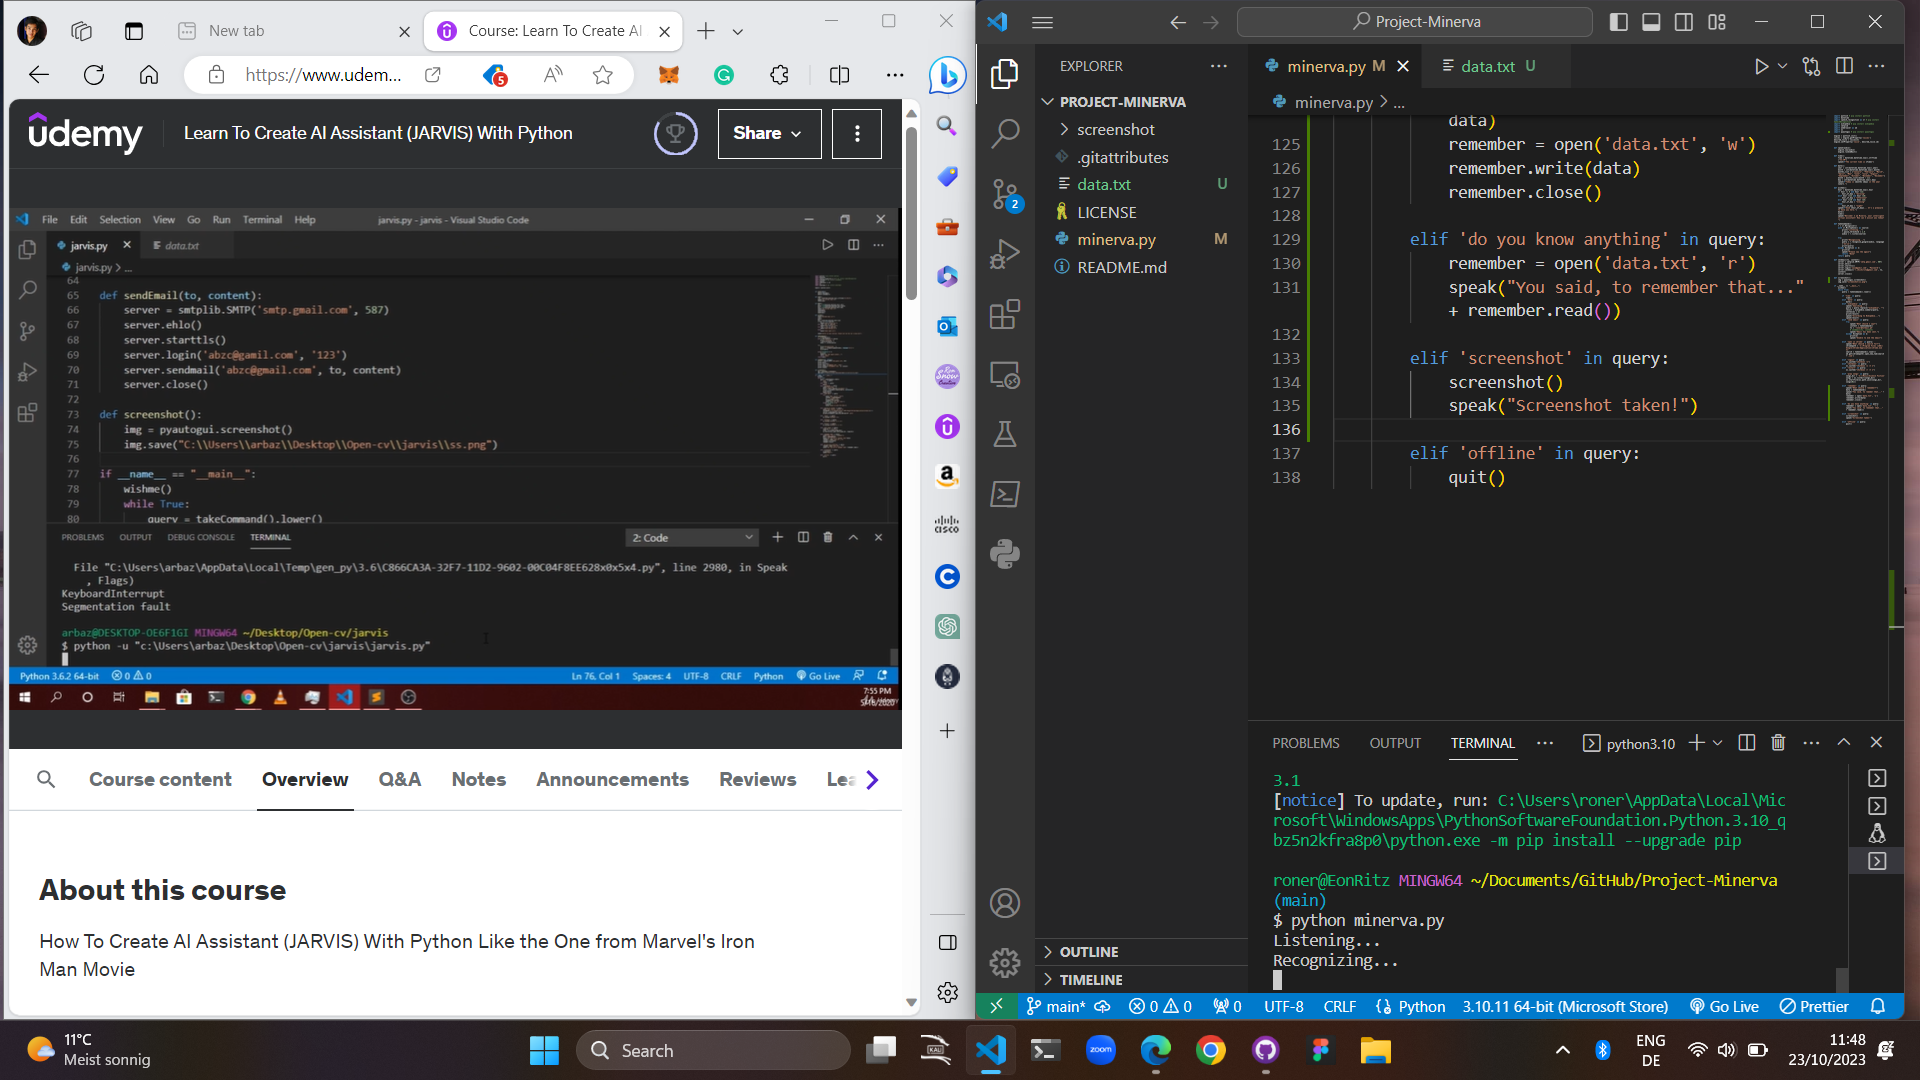 New tab
Course: Learn To Create AI
https://www.udem...
5
udemy
Learn To Create AI Assistant (JARVIS) With Python
Share
File Edit Selection View Go Run Terminal Help
jarvis.py - jarvis - Visual Studio Code
jarvis.py
data.txt
jarvis.py > ...
64
65 def sendEmail(to, content):
66 server = smtplib.SMTP('smtp.gmail.com', 587)
67 server.ehlo()
68 server.starttls()
69 server.login('abzc@gamil.com', '123')
70 server.sendmail('abzc@gmail.com', to, content)
71 server.close()
72
73 def screenshot():
74 img = pyautogui.screenshot()
75 img.save("C:\\Users\\arbaz\\Desktop\\Open-cv\\jarvis\\ss.png")
76
77 if __name__ == "__main__":
78 wishme()
79 while True:
80 query = takeCommand().lower()
PROBLEMS OUTPUT DEBUG CONSOLE TERMINAL
2: Code
File "C:\Users\arbaz\AppData\Local\Temp\gen_py\3.6\C866CA3A-32F7-11D2-9602-00C04F8EE628x0x5x4.py", line 2980, in Speak
, Flags)
KeyboardInterrupt
Segmentation fault
arbaz@DESKTOP-OE6F1GI MINGW64 ~/Desktop/Open-cv/jarvis
$ python -u "c:\Users\arbaz\Desktop\Open-cv\jarvis\jarvis.py"
Python 3.6.2 64-bit 0 0
Ln 76, Col 1 Spaces: 4 UTF-8 CRLF Python Go Live
7:55 PM
Course content
Overview
Q&A
Notes
Announcements
Reviews
About this course
How To Create AI Assistant (JARVIS) With Python Like the One from Marvel's Iron
Man Movie
cisco
Project-Minerva
EXPLORER
PROJECT-MINERVA
screenshot
.gitattributes
data.txt U
LICENSE
minerva.py M
README.md
2
OUTLINE
TIMELINE
minerva.py M
data.txt U
minerva.py > ...
data)
125 remember = open('data.txt', 'w')
126 remember.write(data)
127 remember.close()
128
129 elif 'do you know anything' in query:
130 remember = open('data.txt', 'r')
131 speak("You said, to remember that..."
+ remember.read())
132
133 elif 'screenshot' in query:
134 screenshot()
135 speak("Screenshot taken!")
136
137 elif 'offline' in query:
138 quit()
PROBLEMS OUTPUT TERMINAL
python3.10
3.1
[notice] To update, run: C:\Users\roner\AppData\Local\Mic
rosoft\WindowsApps\PythonSoftwareFoundation.Python.3.10_q
bz5n2kfra8p0\python.exe -m pip install --upgrade pip
roner@EonRitz MINGW64 ~/Documents/GitHub/Project-Minerva
(main)
$ python minerva.py
Listening...
Recognizing...
main* 0 0 0 UTF-8 CRLF Python 3.10.11 64-bit (Microsoft Store) Go Live Prettier
11°C
Meist sonnig
Search
KALI
zoom
ENG
DE
11:48
23/10/2023